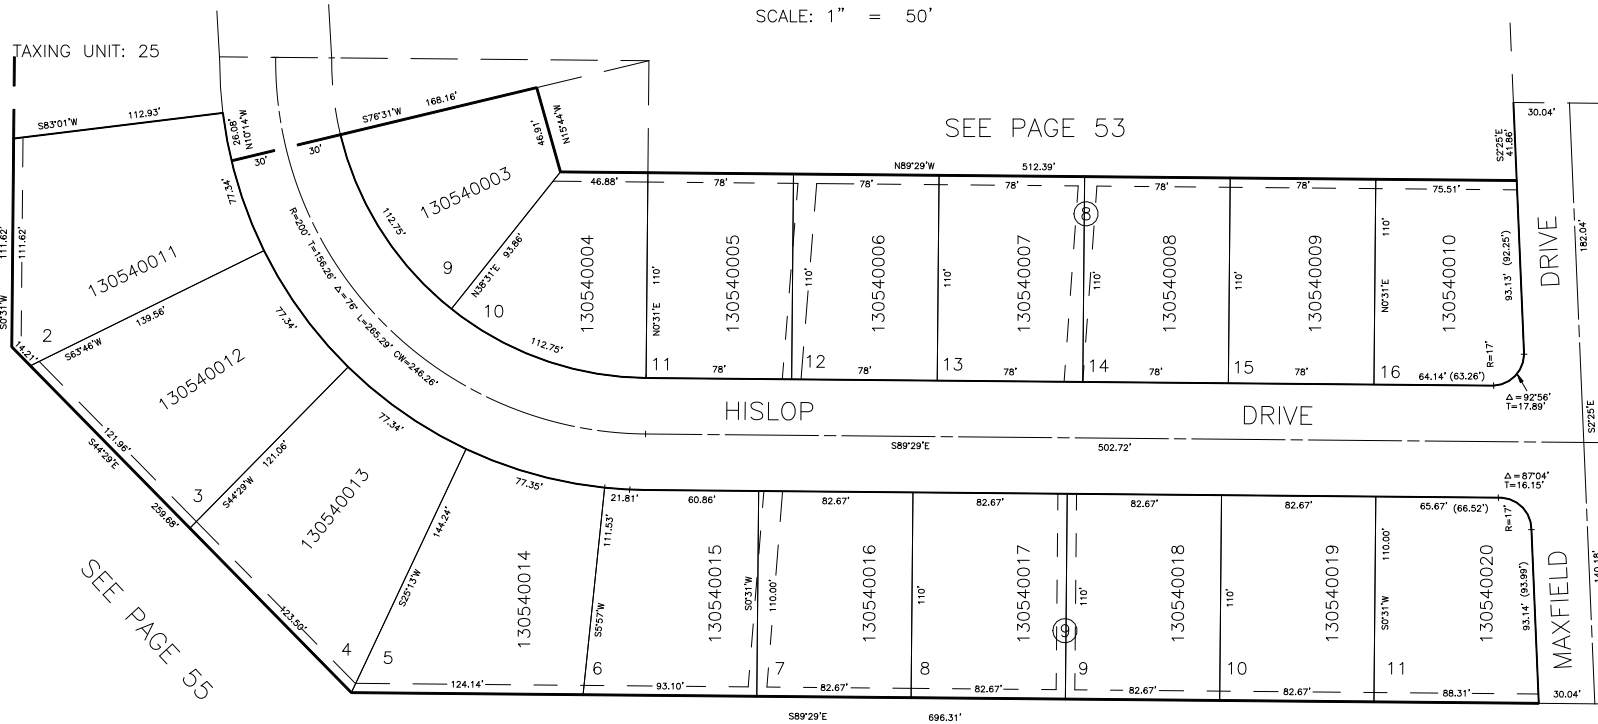 SCALE: 1" = 50'
TAXING UNIT: 25
S83°01'W 112.93'
26.08'
N10°14'W
30'
30'
S76°31'W 168.16'
46.91'
N15°44'W
SEE PAGE 53
30.04'
S2°25'E
41.86'
N89°29'W 512.39'
46.88'
78'
78'
78'
78'
78'
75.51'
77.34'
111.62'
111.62'
S0°31'W
130540011
2
139.56'
S63°46'W
14.21'
R=200' T=156.26' Δ=76° L=265.29' CW=246.26'
112.75'
130540003
9
N38°31'E 93.86'
10
130540004
112.75'
N0°31'E 110'
11
130540005
78'
110'
12
130540006
78'
13
130540007
78'
8
110'
14
130540008
78'
110'
15
130540009
78'
110'
N0°31'E
16
130540010
93.13' (92.25')
R=17'
64.14' (63.26')
Δ=92°56'
T=17.89'
DRIVE
182.04'
S2°25'E
HISLOP DRIVE
S89°29'E 502.72'
77.34'
130540012
121.96'
S44°29'E
259.68'
3
S44°29'W 121.06'
77.34'
130540013
123.50'
4
S25°13'W 144.24'
77.35'
5
130540014
124.14'
111.53'
S5°57'W
6
21.81' 60.86'
130540015
93.10'
S0°31'W 110.00'
7
82.67'
130540016
82.67'
110'
8
82.67'
130540017
82.67'
9
110'
9
82.67'
130540018
82.67'
110'
10
82.67'
130540019
82.67'
110.00'
S0°31'W
11
65.67' (66.52')
130540020
88.31'
R=17'
Δ=87°04'
T=16.15'
93.14' (93.99')
MAXFIELD
140.18'
30.04'
SEE PAGE 55
S89°29'E 696.31'